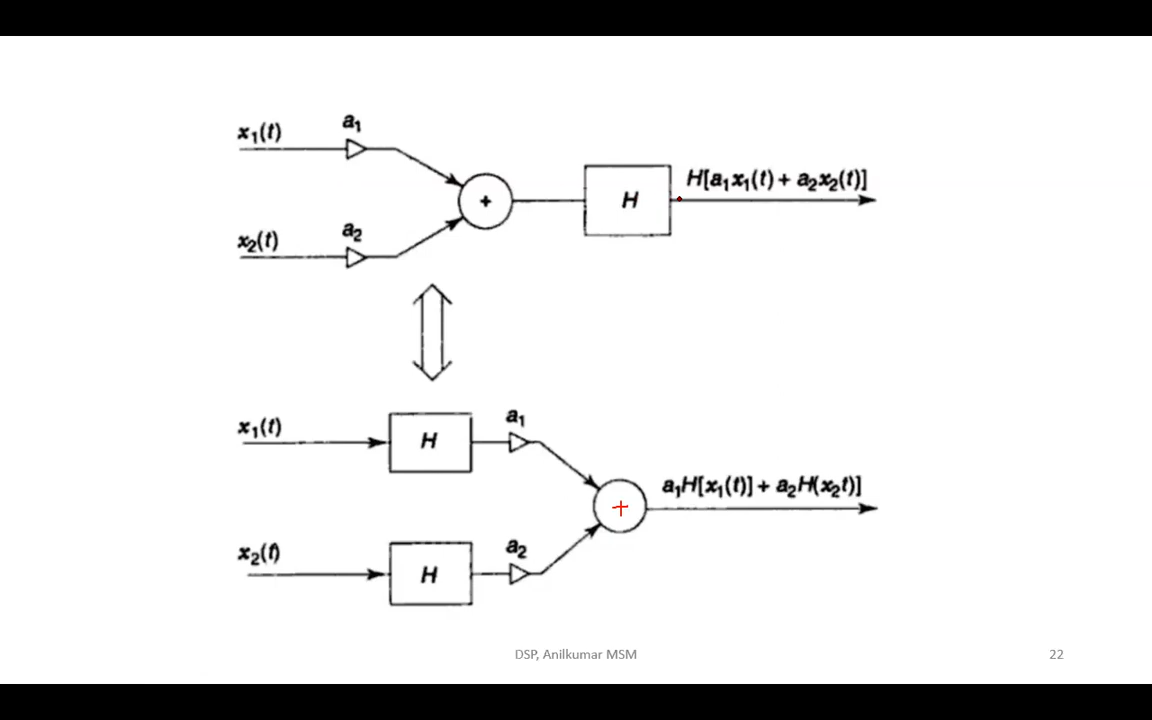 x₁(t)
a₁
+
H
H[a₁x₁(t) + a₂x₂(t)]
x₂(t)
a₂
x₁(t)
H
a₁
+
a₁H[x₁(t)] + a₂H(x₂t)]
x₂(t)
H
a₂
DSP, Anilkumar MSM
22